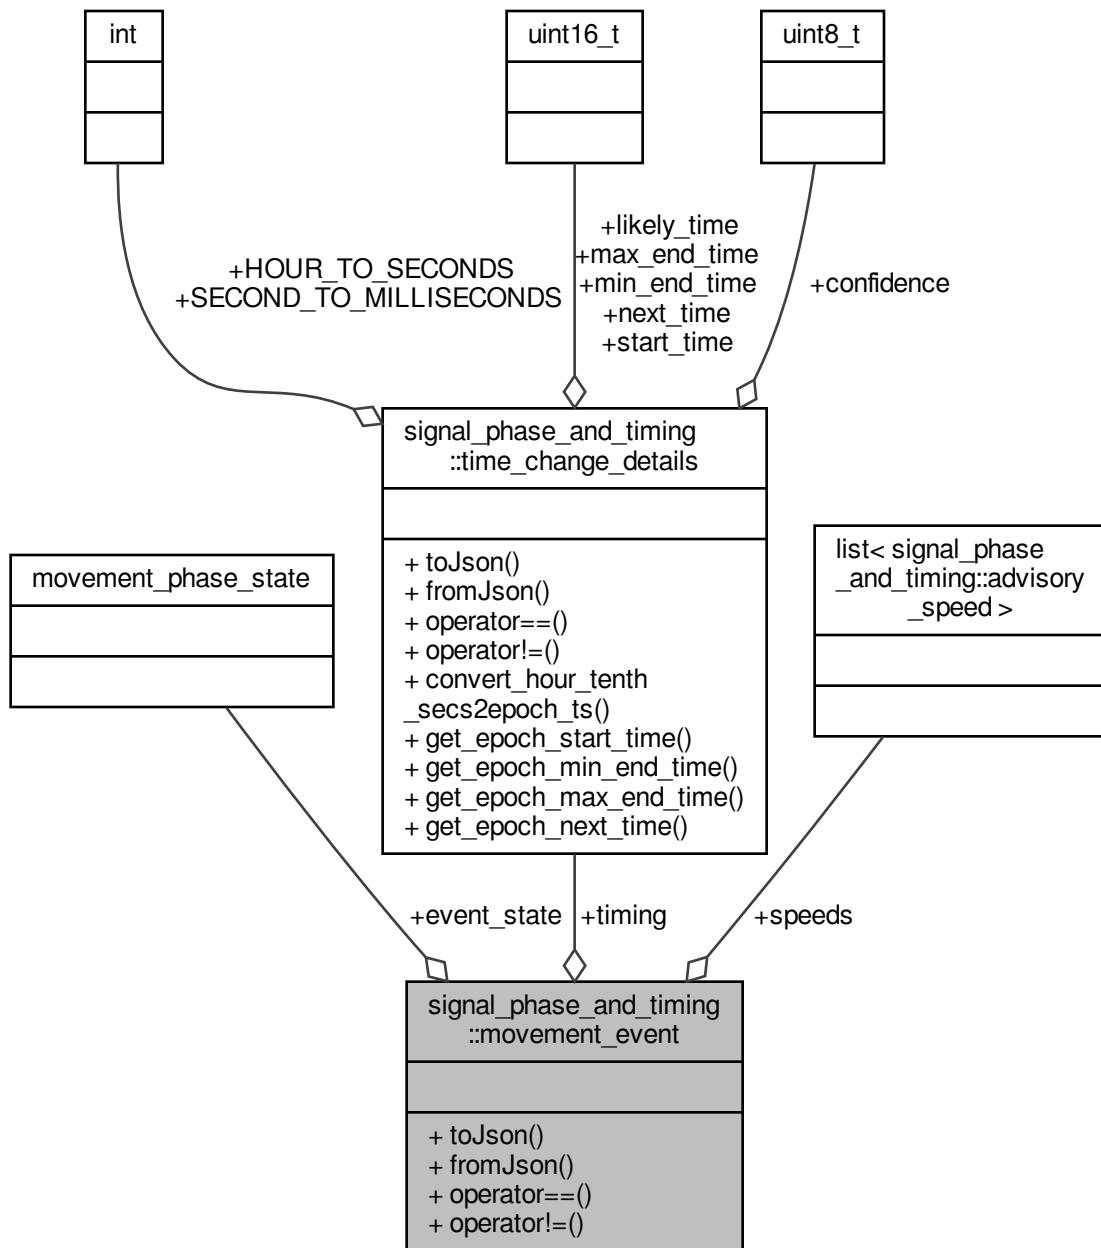 int
uint16_t
uint8_t
+HOUR_TO_SECONDS
+SECOND_TO_MILLISECONDS
+likely_time
+max_end_time
+min_end_time
+next_time
+start_time
+confidence
signal_phase_and_timing
::time_change_details
+ toJson()
+ fromJson()
+ operator==()
+ operator!=()
+ convert_hour_tenth
_secs2epoch_ts()
+ get_epoch_start_time()
+ get_epoch_min_end_time()
+ get_epoch_max_end_time()
+ get_epoch_next_time()
movement_phase_state
list< signal_phase
_and_timing::advisory
_speed >
+event_state
+timing
+speeds
signal_phase_and_timing
::movement_event
+ toJson()
+ fromJson()
+ operator==()
+ operator!=()